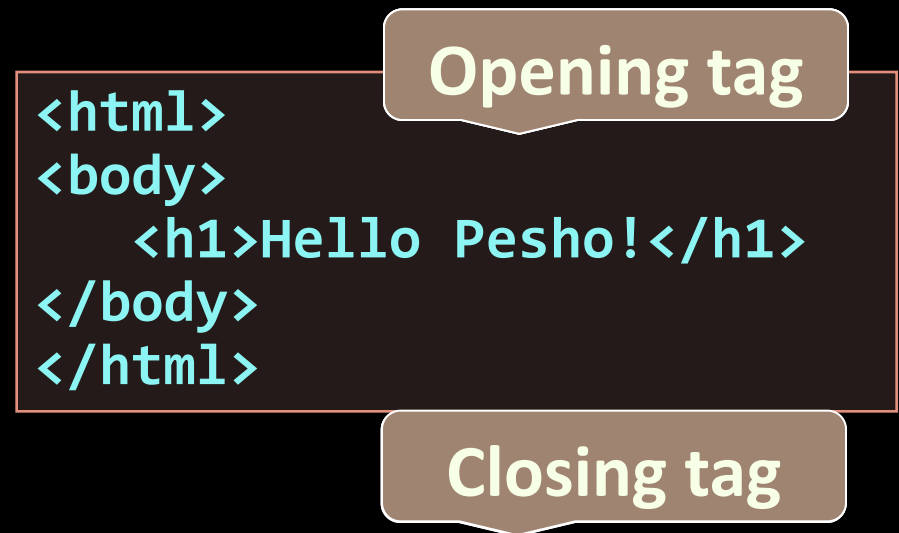 Opening tag
<html>
<body>
<h1>Hello Pesho!</h1>
</body>
</html>
Closing tag